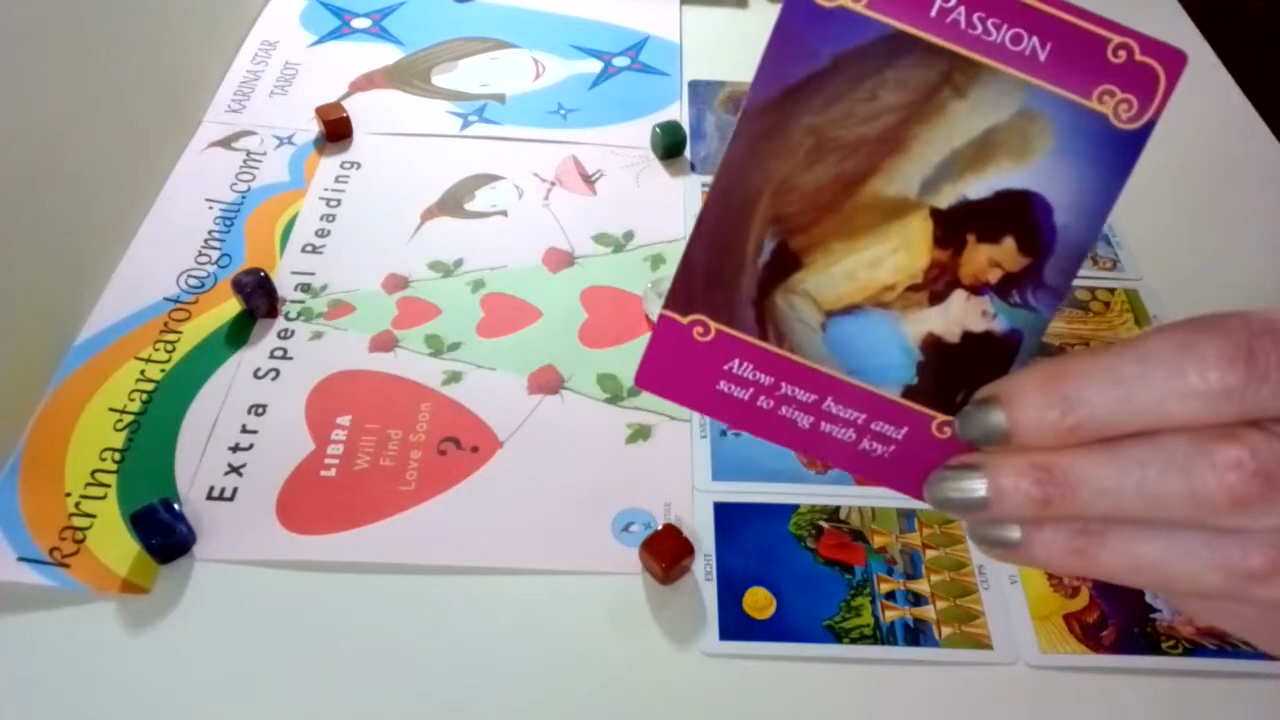 KARINA STAR
TAROT
karina.star.tarot@gmail.com
Extra Special Reading
LIBRA
Will I
Find
Love Soon
?
PASSION
Allow your heart and
soul to sing with joy!
EIGHT
CUPS
VI